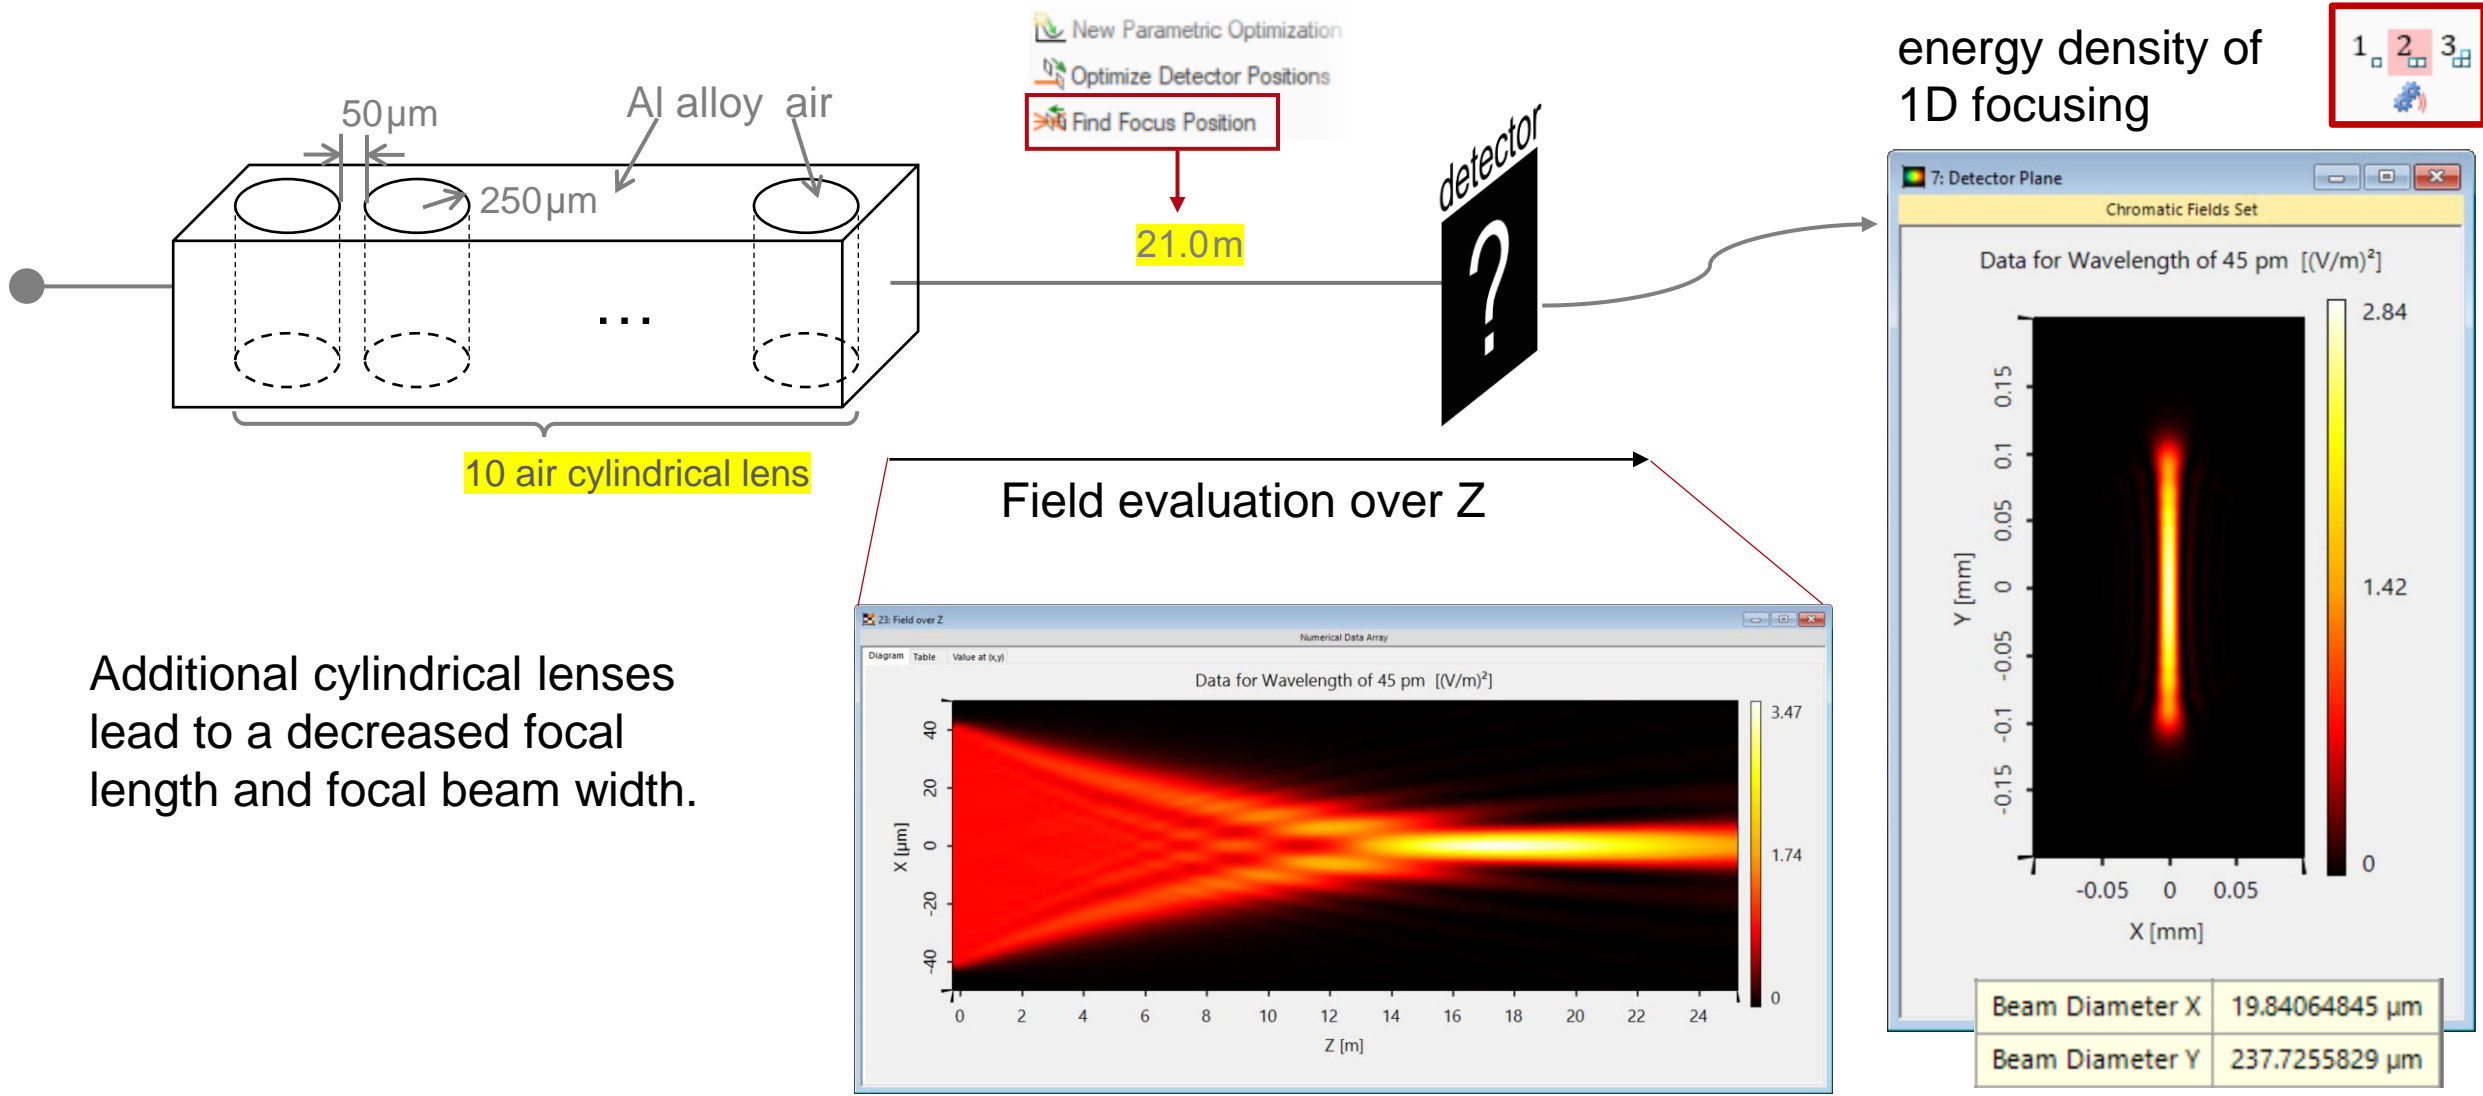 New Parametric Optimization
Optimize Detector Positions
Find Focus Position
energy density of
1D focusing
1 2 3
50 µm
Al alloy air
250 µm
detector
?
21.0 m
...
10 air cylindrical lens
Field evaluation over Z
Additional cylindrical lenses
lead to a decreased focal
length and focal beam width.
23: Field over Z
Numerical Data Array
Diagram Table Value at (x,y)
Data for Wavelength of 45 pm [(V/m)²]
X [µm]
40
20
0
-20
-40
3.47
1.74
0
0 2 4 6 8 10 12 14 16 18 20 22 24
Z [m]
7: Detector Plane
Chromatic Fields Set
Data for Wavelength of 45 pm [(V/m)²]
Y [mm]
0.15
0.1
0.05
0
-0.05
-0.1
-0.15
2.84
1.42
0
-0.05 0 0.05
X [mm]
Beam Diameter X 19.84064845 µm
Beam Diameter Y 237.7255829 µm